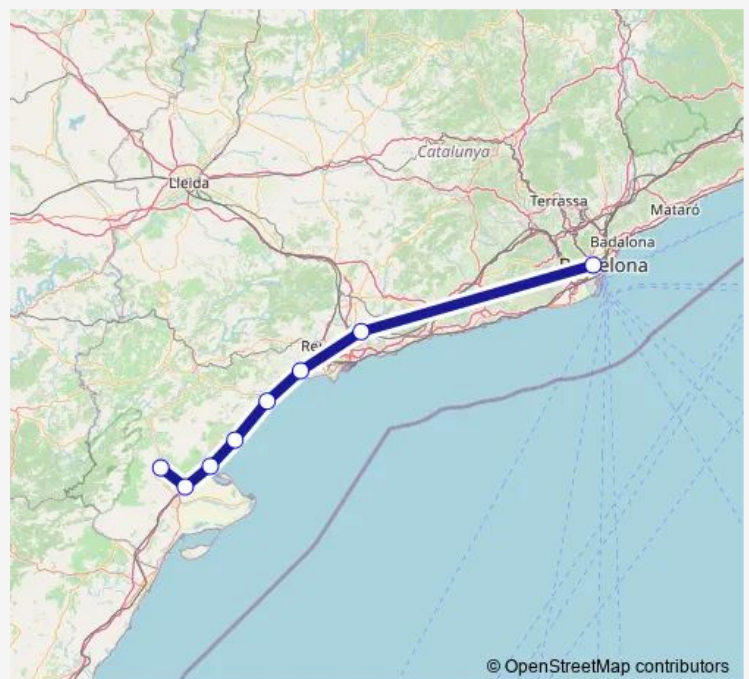 Catalunya
Lleida
Terrassa
Mataró
Badalona
elona
Re
© OpenStreetMap contributors